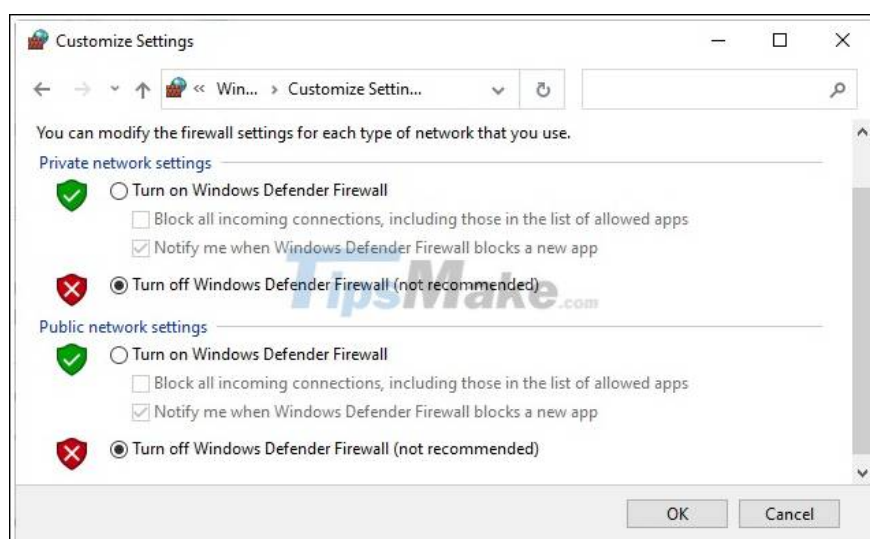 Customize Settings
« Win... › Customize Settin...
You can modify the firewall settings for each type of network that you use.
Private network settings
Turn on Windows Defender Firewall
Block all incoming connections, including those in the list of allowed apps
Notify me when Windows Defender Firewall blocks a new app
Turn off Windows Defender Firewall (not recommended)
TipsMake.com
Public network settings
Turn on Windows Defender Firewall
Block all incoming connections, including those in the list of allowed apps
Notify me when Windows Defender Firewall blocks a new app
Turn off Windows Defender Firewall (not recommended)
OK Cancel